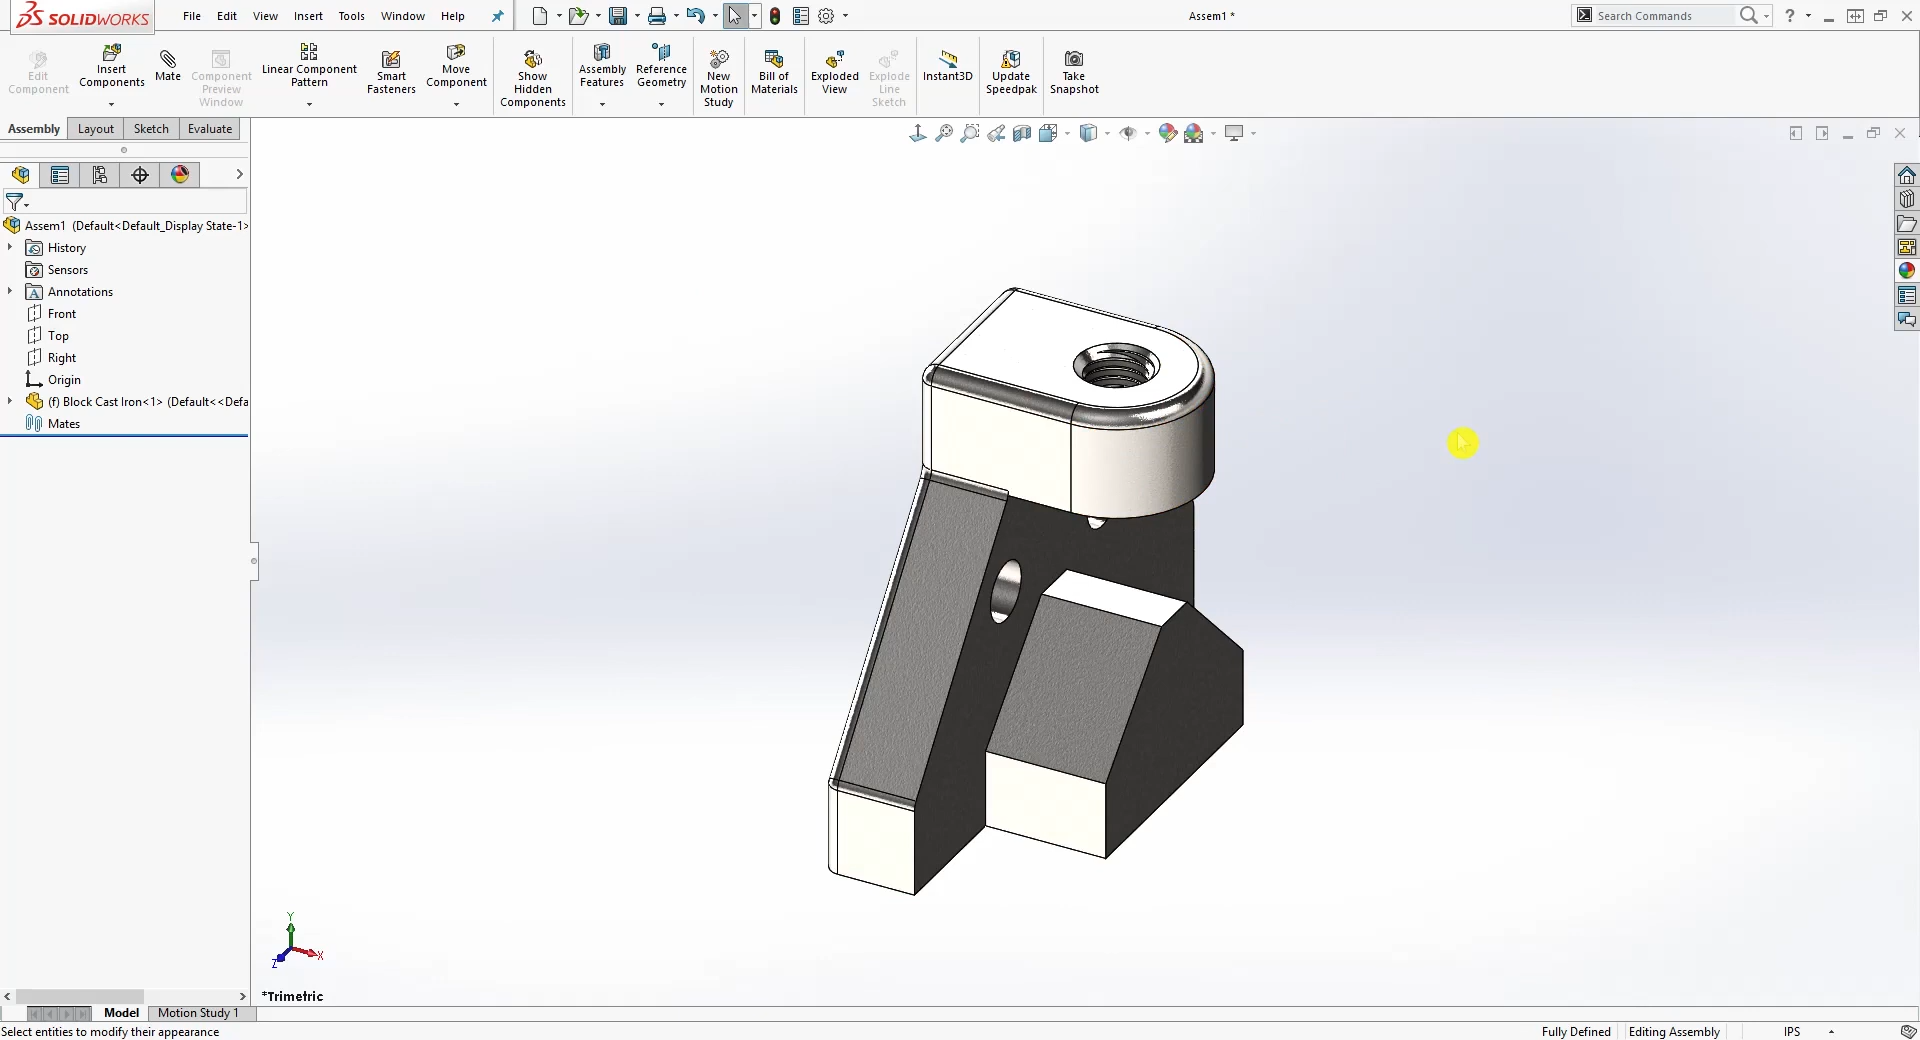 SOLIDWORKS
File Edit View Insert Tools Window Help
Assem1 *
Search Commands
Edit Component
Insert Components
Mate
Component Preview Window
Linear Component Pattern
Smart Fasteners
Move Component
Show Hidden Components
Assembly Features
Reference Geometry
New Motion Study
Bill of Materials
Exploded View
Explode Line Sketch
Instant3D
Update Speedpak
Take Snapshot
Assembly Layout Sketch Evaluate
Assem1 (Default<Default_Display State-1>
History
Sensors
Annotations
Front
Top
Right
Origin
(f) Block Cast Iron<1> (Default<<Defa
Mates
Y
X
Z
*Trimetric
Model Motion Study 1
Select entities to modify their appearance
Fully Defined Editing Assembly IPS